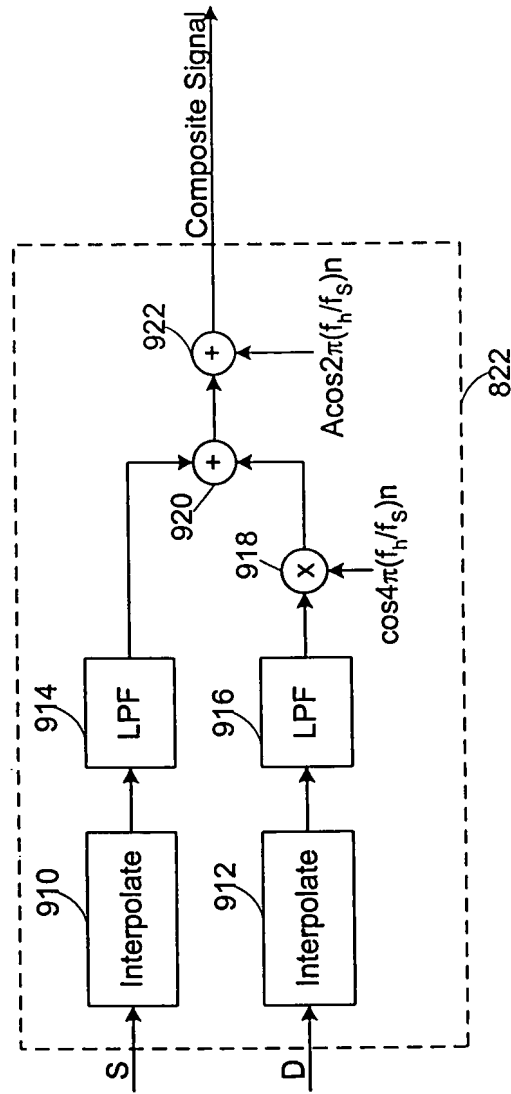 S
910
Interpolate
914
LPF
D
912
Interpolate
916
LPF
918
x
cos4π(f_h/f_S)n
920
+
922
+
Acos2π(f_h/f_S)n
Composite Signal
822